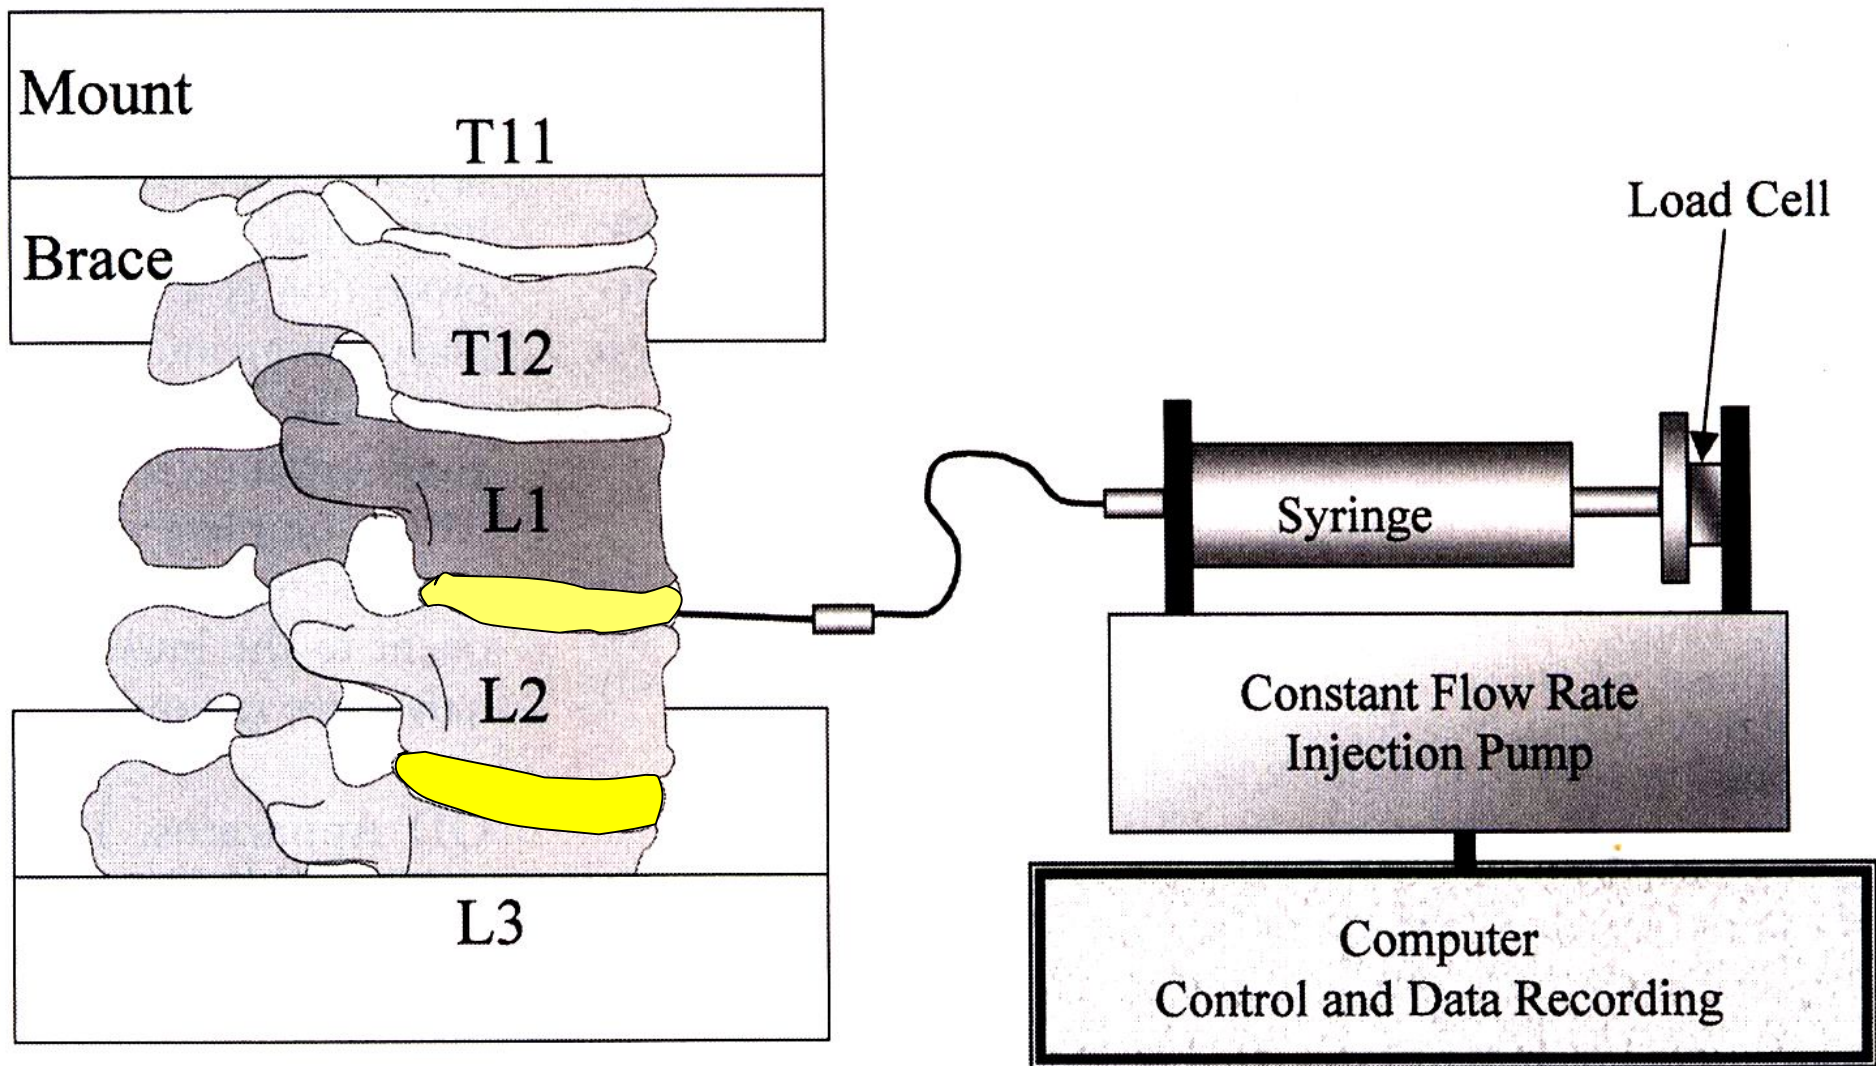 Mount
T11
Brace
T12
L1
L2
L3
Load Cell
Syringe
Constant Flow Rate
Injection Pump
Computer
Control and Data Recording